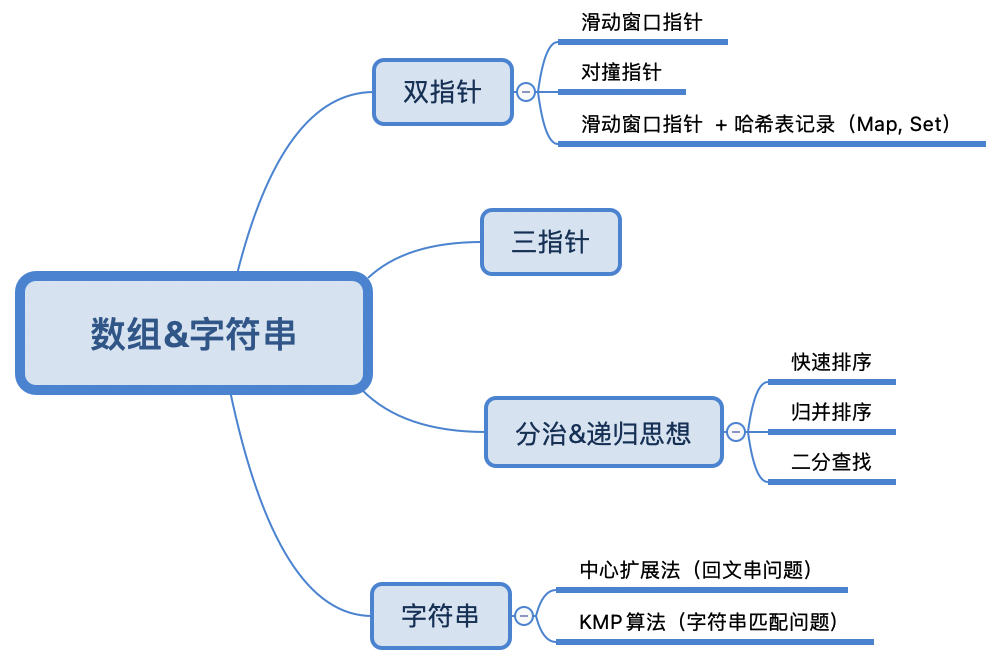 数组&字符串
双指针
滑动窗口指针
对撞指针
滑动窗口指针 + 哈希表记录（Map, Set）
三指针
分治&递归思想
快速排序
归并排序
二分查找
字符串
中心扩展法（回文串问题）
KMP 算法（字符串匹配问题）